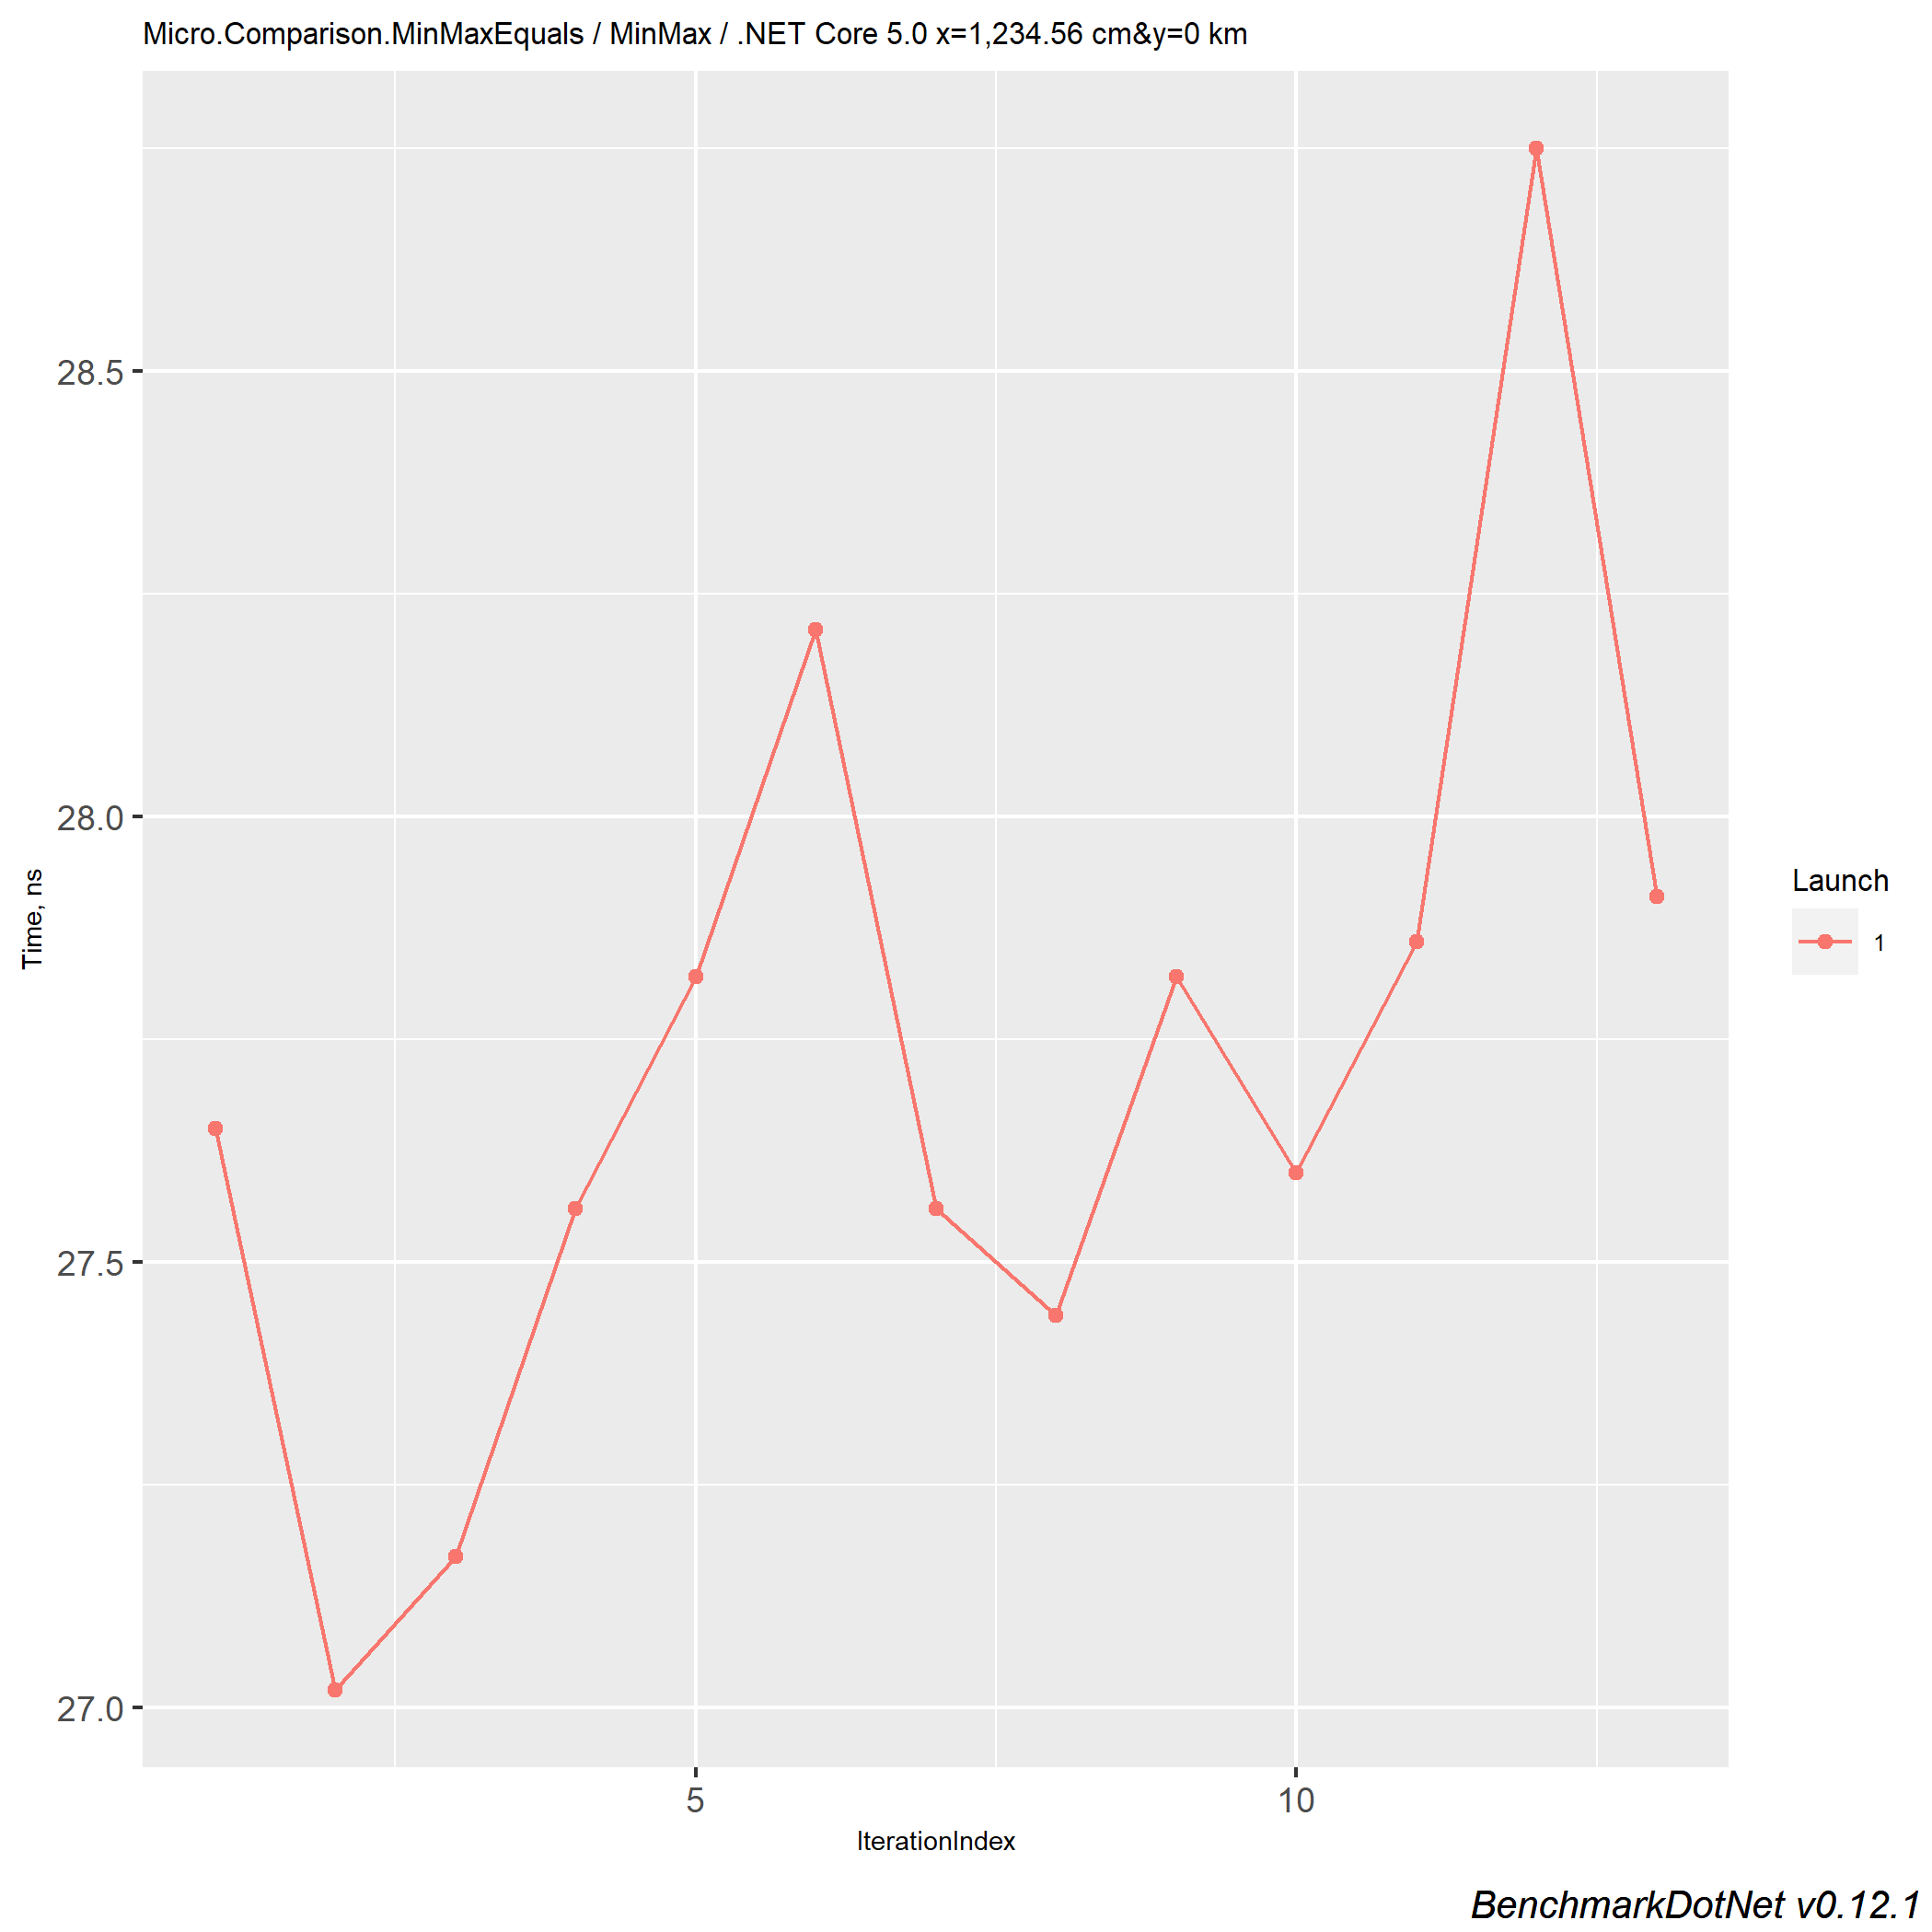 Micro.Comparison.MinMaxEquals / MinMax / .NET Core 5.0 x=1,234.56 cm&y=0 km
28.5
28.0
27.5
27.0
Time, ns
5
10
IterationIndex
Launch
1
BenchmarkDotNet v0.12.1